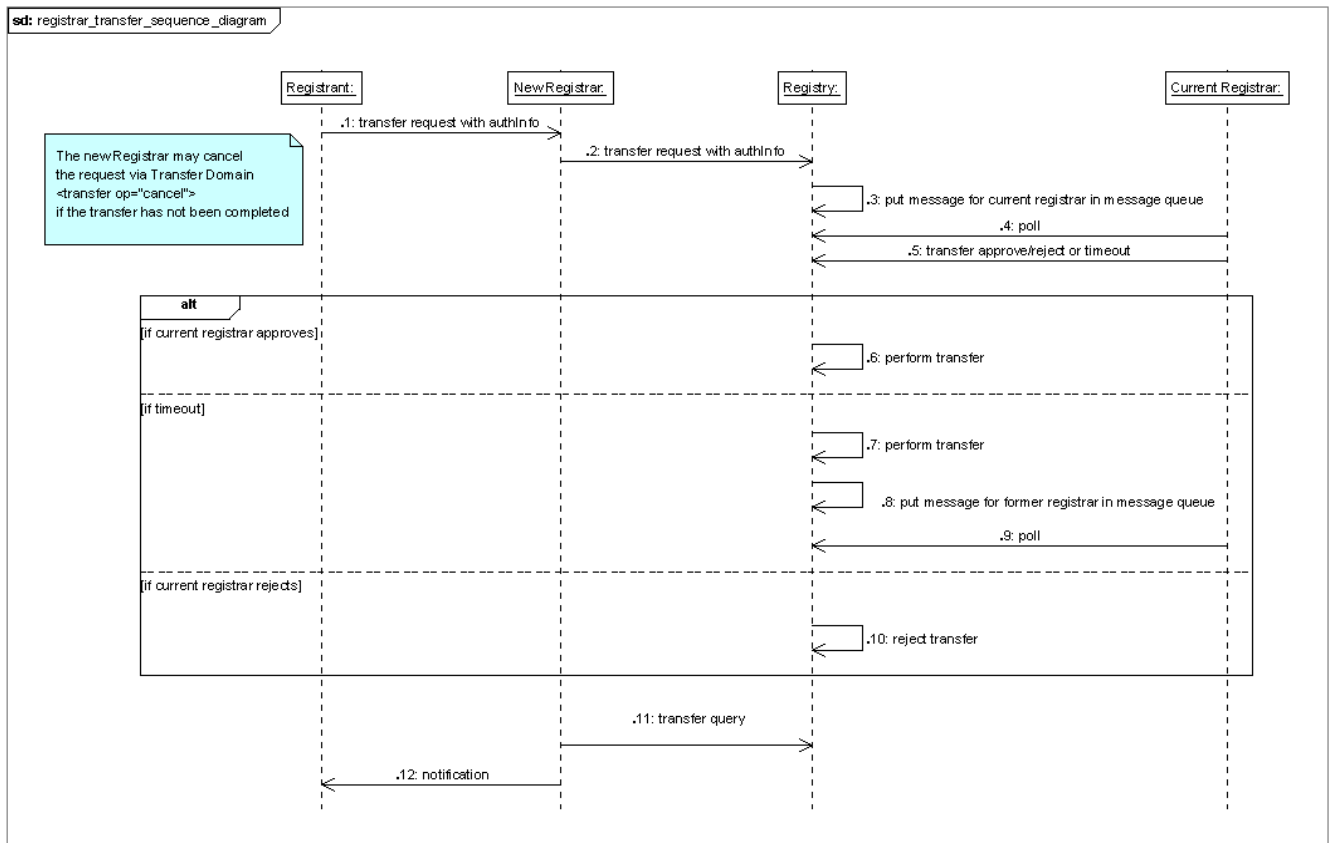 sd: registrar_transfer_sequence_diagram
Registrant:
New Registrar:
Registry:
Current Registrar:
.1: transfer request with authInfo
The new Registrar may cancel
the request via Transfer Domain
<transfer op="cancel">
if the transfer has not been completed
.2: transfer request with authInfo
.3: put message for current registrar in message queue
.4: poll
.5: transfer approve/reject or timeout
alt
[if current registrar approves]
.6: perform transfer
[if timeout]
.7: perform transfer
.8: put message for former registrar in message queue
.9: poll
[if current registrar rejects]
.10: reject transfer
.11: transfer query
.12: notification